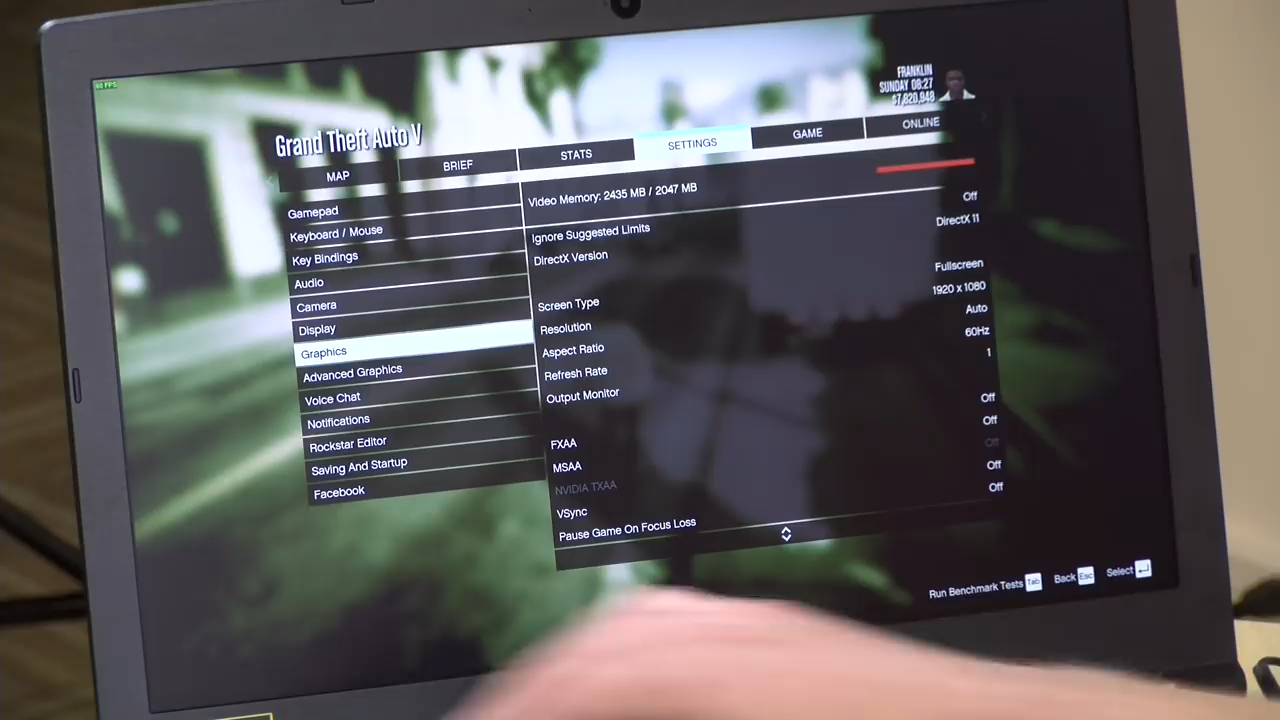 60 FPS
FRANKLIN
SUNDAY 08:27
$7,820,948
Grand Theft Auto V
MAP
BRIEF
STATS
SETTINGS
GAME
ONLINE
Gamepad
Keyboard / Mouse
Key Bindings
Audio
Camera
Display
Graphics
Advanced Graphics
Voice Chat
Notifications
Rockstar Editor
Saving And Startup
Facebook
Video Memory: 2435 MB / 2047 MB
Ignore Suggested Limits Off
DirectX Version DirectX 11
Screen Type Fullscreen
Resolution 1920 x 1080
Aspect Ratio Auto
Refresh Rate 60Hz
Output Monitor 1
FXAA Off
MSAA Off
NVIDIA TXAA Off
VSync Off
Pause Game On Focus Loss Off
Run Benchmark Tests Tab Back Esc Select